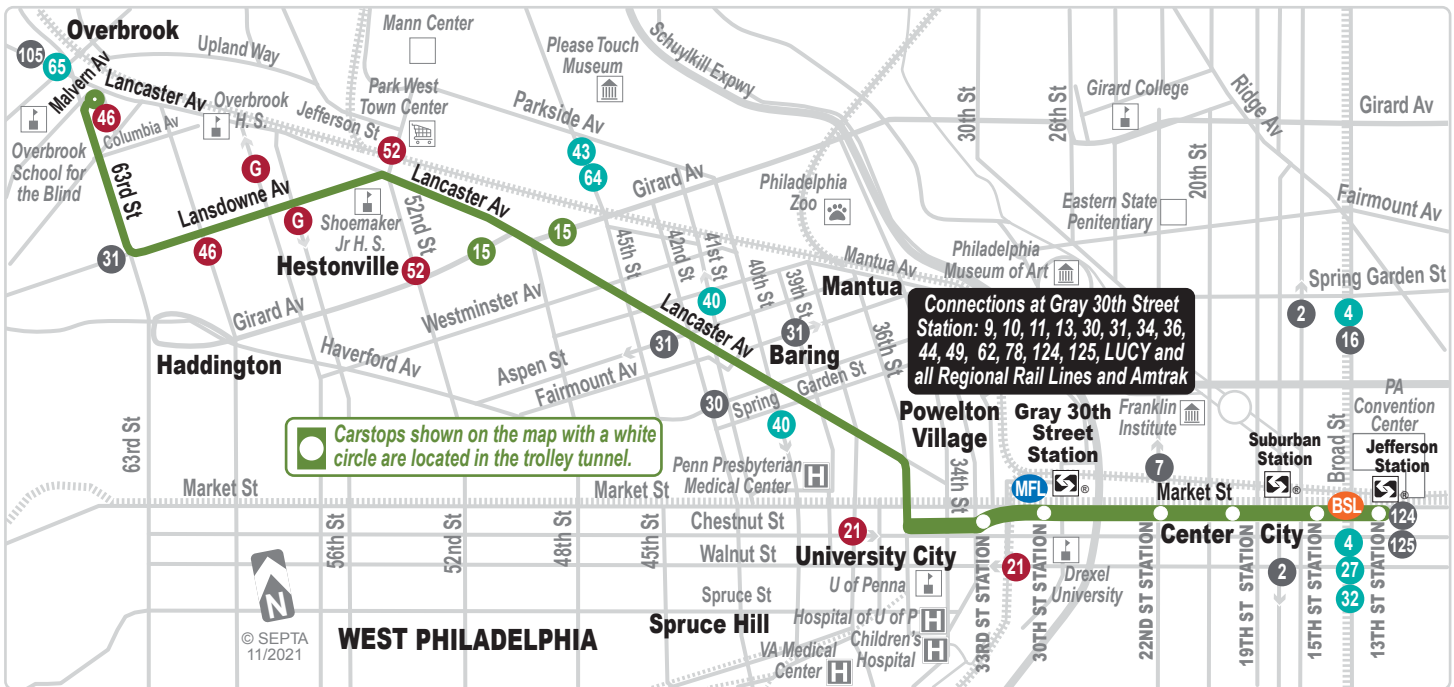 Overbrook
105
65
Malvern Av
Upland Way
Lancaster Av
46
Columbia Av
Overbrook
H. S.
Overbrook
School for
the Blind
63rd St
Jefferson St
Mann Center
Park West
Town Center
52
Please Touch
Museum
Parkside Av
43
64
Schuylkill Expwy
30th St
26th St
Girard College
Ridge Av
Girard Av
20th St
G
Lansdowne Av
G
46
31
Shoemaker
Jr H. S.
52nd St
Hestonville
52
Lancaster Av
15
15
Girard Av
45th St
42nd St
41st St
40th St
39th St
36th St
Philadelphia
Zoo
Mantua Av
Mantua
Eastern State
Penitentiary
Philadelphia
Museum of Art
Fairmount Av
Spring Garden St
2
4
16
Girard Av
Westminster Av
Haddington
Haverford Av
Aspen St
Fairmount Av
31
40
Lancaster Av
31
Baring
30
Spring
Garden St
40
Connections at Gray 30th Street
Station: 9, 10, 11, 13, 30, 31, 34, 36,
44, 49, 62, 78, 124, 125, LUCY and
all Regional Rail Lines and Amtrak
Powelton
Village
Gray 30th
Street
Station
Franklin
Institute
7
Suburban
Station
®
Broad St
PA
Convention
Center
Jefferson
Station
®
Carstops shown on the map with a white
circle are located in the trolley tunnel.
63rd St
Market St
Market St
Penn Presbyterian
Medical Center
H
34th St
MFL
®
Market St
BSL
124
125
Chestnut St
Walnut St
Spruce St
56th St
52nd St
48th St
45th St
21
University City
U of Penna
21
Drexel
University
Center
City
2
4
27
32
Spruce Hill
Hospital of U of P
H
Children's
Hospital
H
VA Medical
Center
H
33RD ST STATION
30TH ST STATION
22ND ST STATION
19TH ST STATION
15TH ST STATION
13TH ST STATION
N
© SEPTA
11/2021
WEST PHILADELPHIA